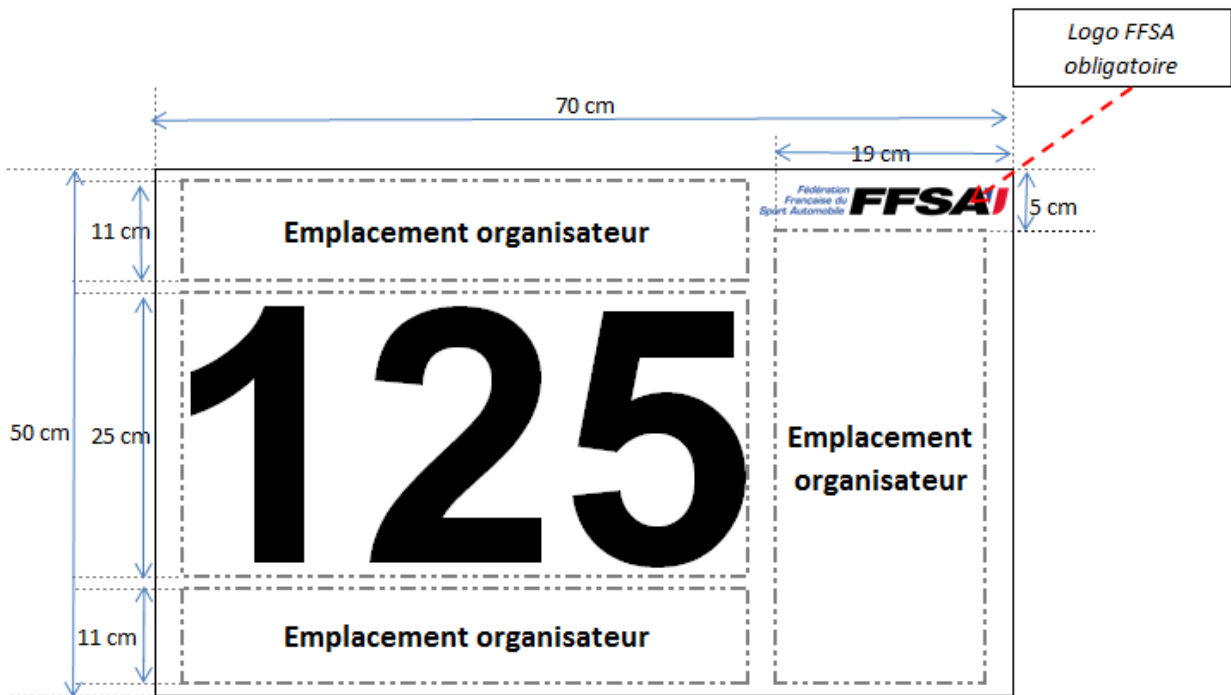 Logo FFSA
obligatoire
70 cm
19 cm
Fédération
Française du
Sport Automobile
FFSA
5 cm
11 cm
Emplacement organisateur
50 cm
25 cm
125
Emplacement
organisateur
11 cm
Emplacement organisateur